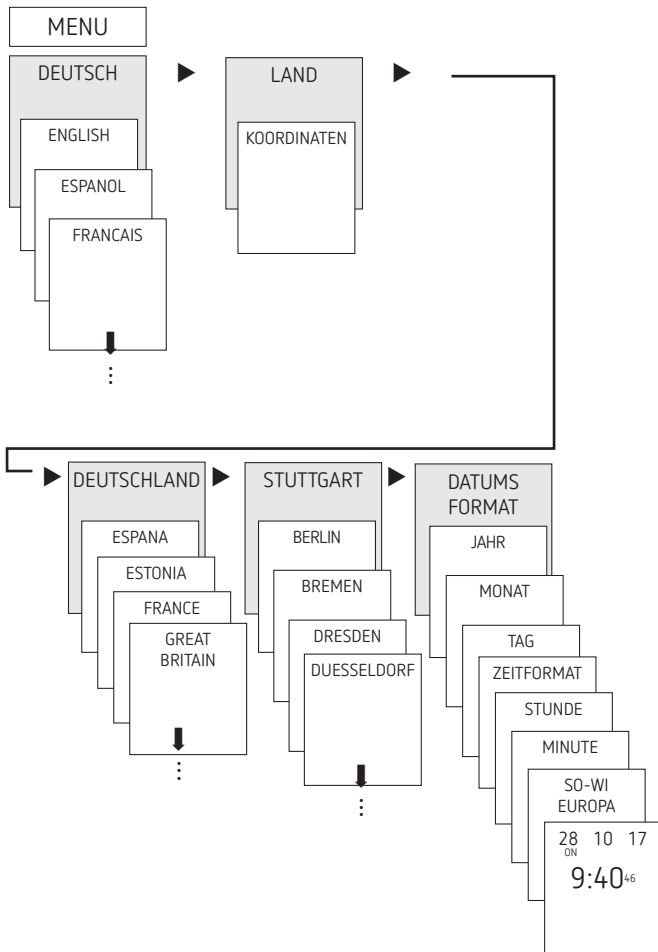 MENU
DEUTSCH
ENGLISH
ESPANOL
FRANCAIS
LAND
KOORDINATEN
DEUTSCHLAND
ESPANA
ESTONIA
FRANCE
GREAT
BRITAIN
STUTTGART
BERLIN
BREMEN
DRESDEN
DUESSELDORF
DATUMS
FORMAT
JAHR
MONAT
TAG
ZEITFORMAT
STUNDE
MINUTE
SO-WI
EUROPA
28 10 17
ON
9:40 46